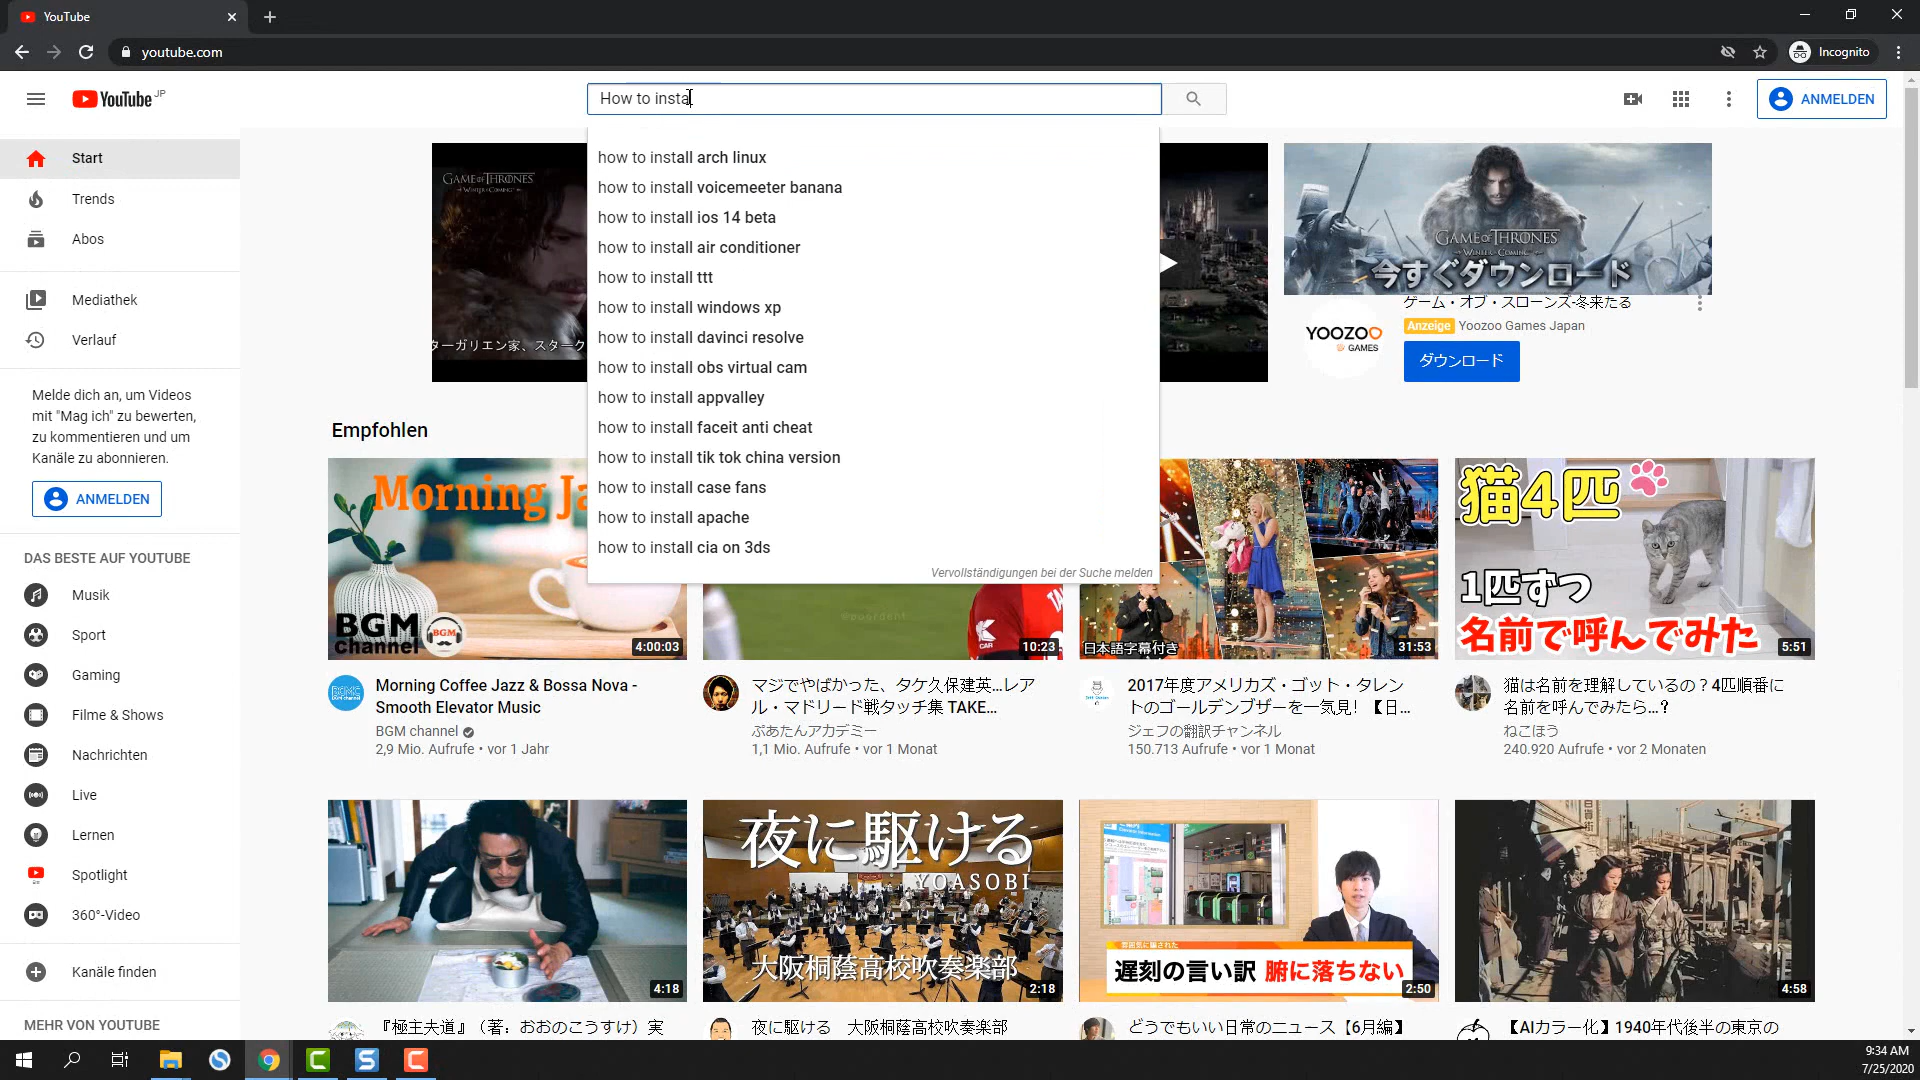 YouTube
youtube.com
Incognito
YouTube JP
How to insta
ANMELDEN
Start
Trends
Abos
Mediathek
Verlauf
Melde dich an, um Videos
mit "Mag ich" zu bewerten,
zu kommentieren und um
Kanäle zu abonnieren.
ANMELDEN
DAS BESTE AUF YOUTUBE
Musik
Sport
Gaming
Filme & Shows
Nachrichten
Live
Lernen
Spotlight
360°-Video
Kanäle finden
MEHR VON YOUTUBE
how to install arch linux
how to install voicemeeter banana
how to install ios 14 beta
how to install air conditioner
how to install ttt
how to install windows xp
how to install davinci resolve
how to install obs virtual cam
how to install appvalley
how to install faceit anti cheat
how to install tik tok china version
how to install case fans
how to install apache
how to install cia on 3ds
Vervollständigungen bei der Suche melden
GAME OF THRONES
WINTER IS COMING
ターガリエン家、スターク
GAME OF THRONES
WINTER IS COMING
今すぐダウンロード
ゲーム・オブ・スローンズ-冬来たる
Anzeige Yoozoo Games Japan
YOOZOO
GAMES
ダウンロード
Empfohlen
Morning Ja
BGM
channel
BGM
4:00:03
Morning Coffee Jazz & Bossa Nova -
Smooth Elevator Music
BGM channel
2,9 Mio. Aufrufe • vor 1 Jahr
10:23
マジでやばかった、タケ久保建英...レア
ル・マドリード戦タッチ集 TAKE...
ぷあたんアカデミー
1,1 Mio. Aufrufe • vor 1 Monat
日本語字幕付き
31:53
2017年度アメリカズ・ゴット・タレン
トのゴールデンブザーを一気見！【日...
ジェフの翻訳チャンネル
150.713 Aufrufe • vor 1 Monat
猫4匹
1匹ずつ
名前で呼んでみた
5:51
猫は名前を理解しているの？4匹順番に
名前を呼んでみたら...？
ねこほう
240.920 Aufrufe • vor 2 Monaten
4:18
『極主夫道』（著：おおのこうすけ）実
夜に駆ける
YOASOBI
大阪桐蔭高校吹奏楽部
2:18
夜に駆ける 大阪桐蔭高校吹奏楽部
遅刻の言い訳 腑に落ちない
2:50
どうでもいい日常のニュース【6月編】
4:58
【AIカラー化】1940年代後半の東京の
9:34 AM
7/25/2020